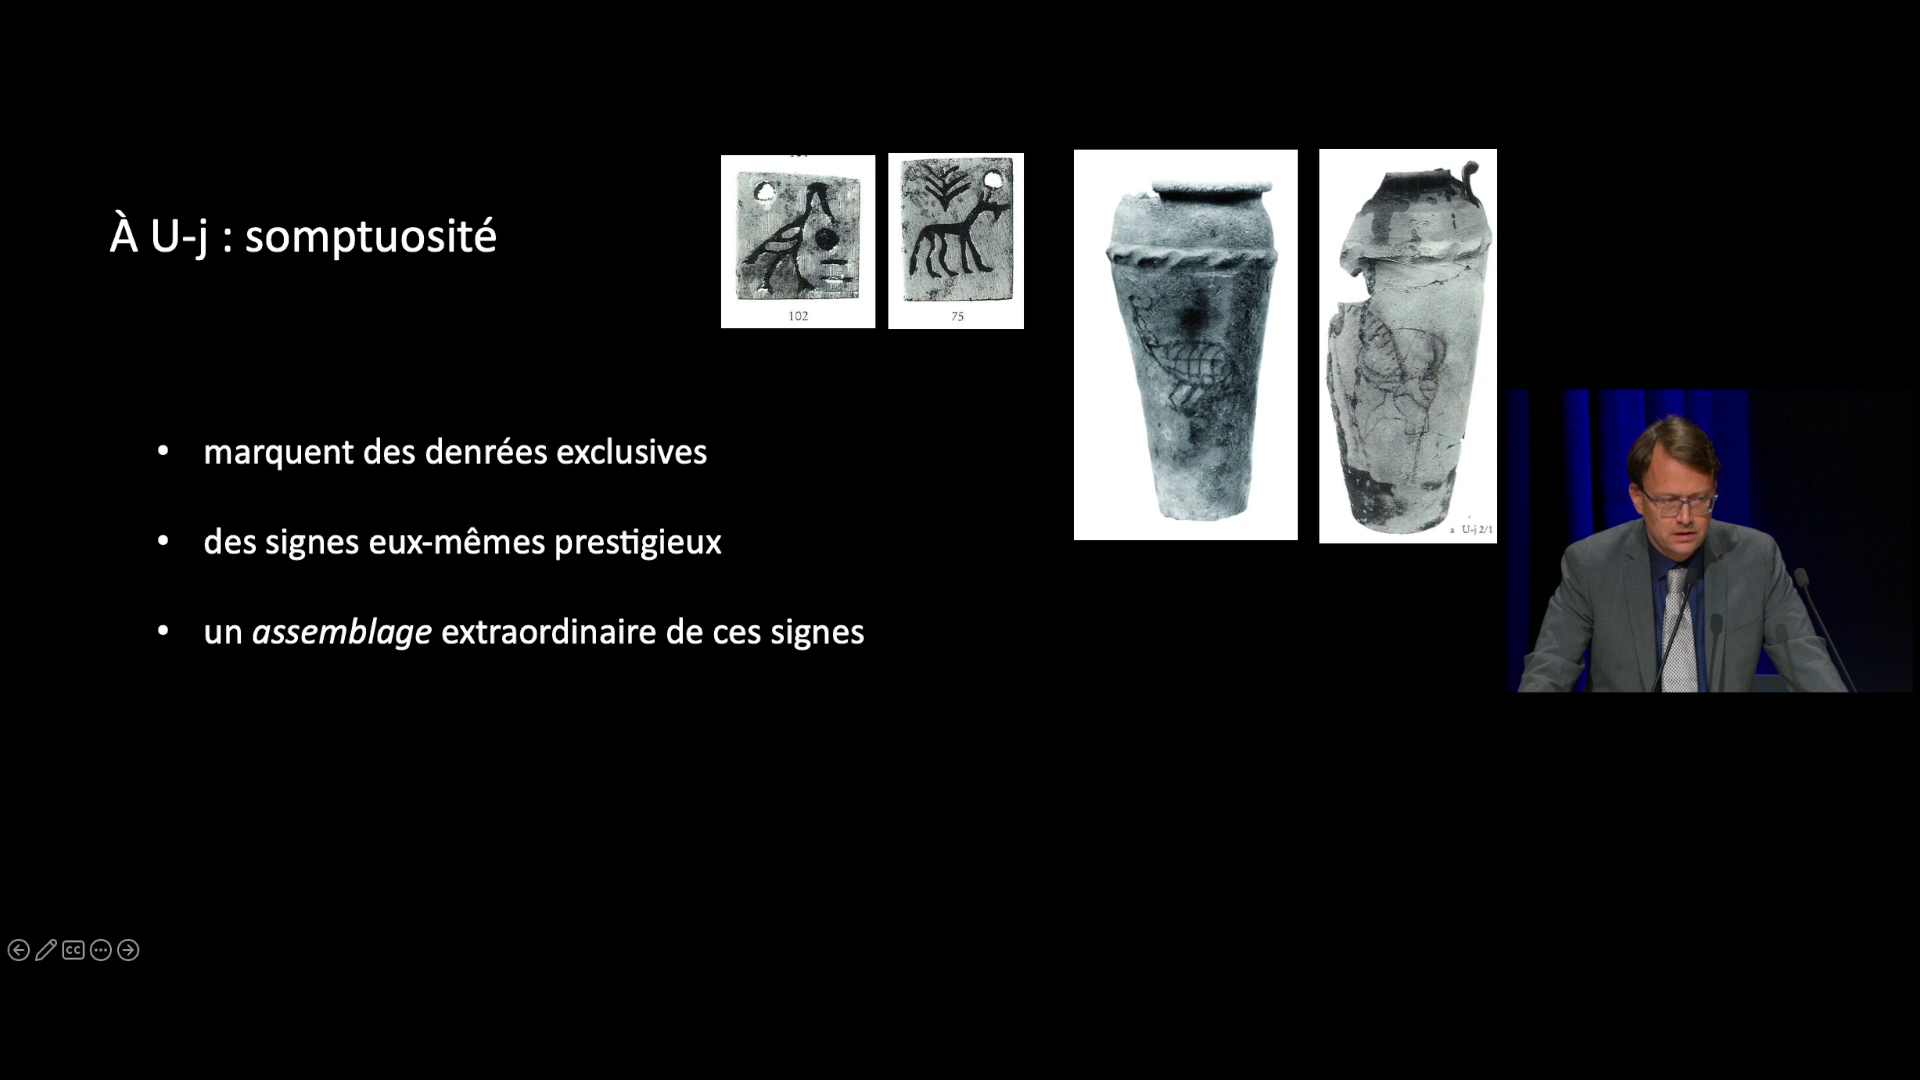 À U-j : somptuosité
102
75
a U-j 2/1
• marquent des denrées exclusives
• des signes eux-mêmes prestigieux
• un assemblage extraordinaire de ces signes
CC